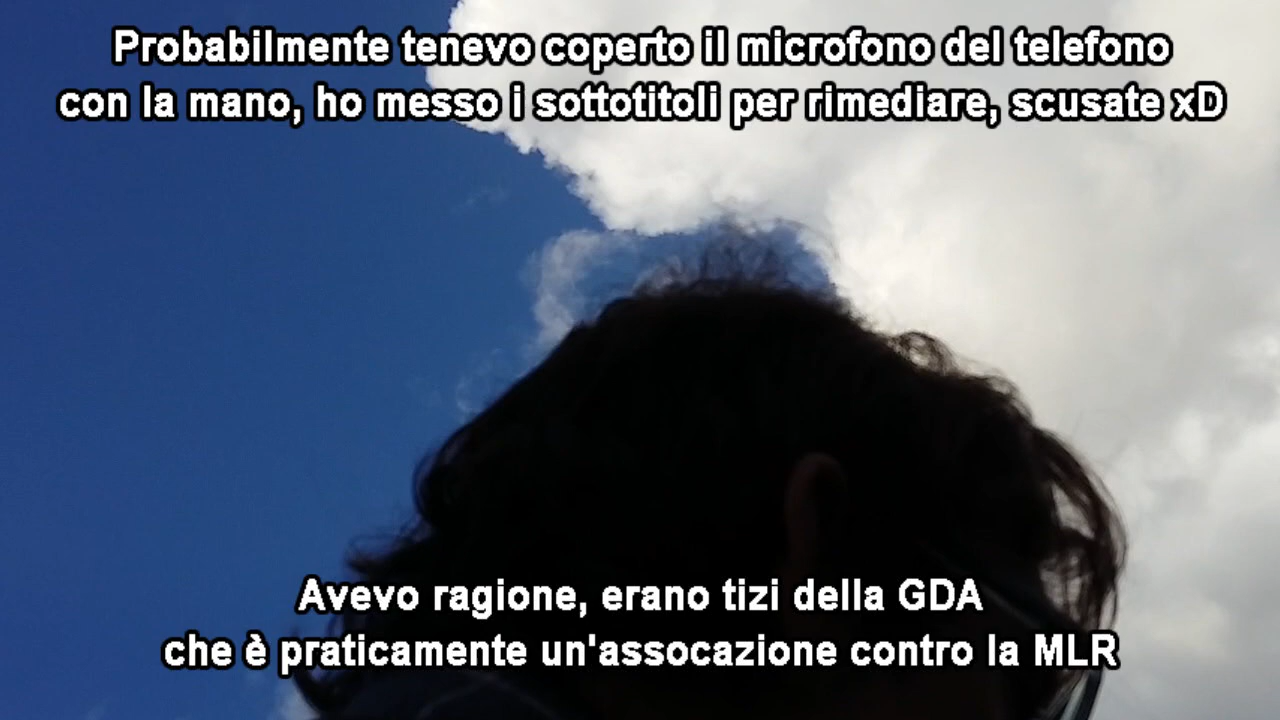 Probabilmente tenevo coperto il microfono del telefono
con la mano, ho messo i sottotitoli per rimediare, scusate xD
Avevo ragione, erano tizi della GDA
che è praticamente un'assocazione contro la MLR